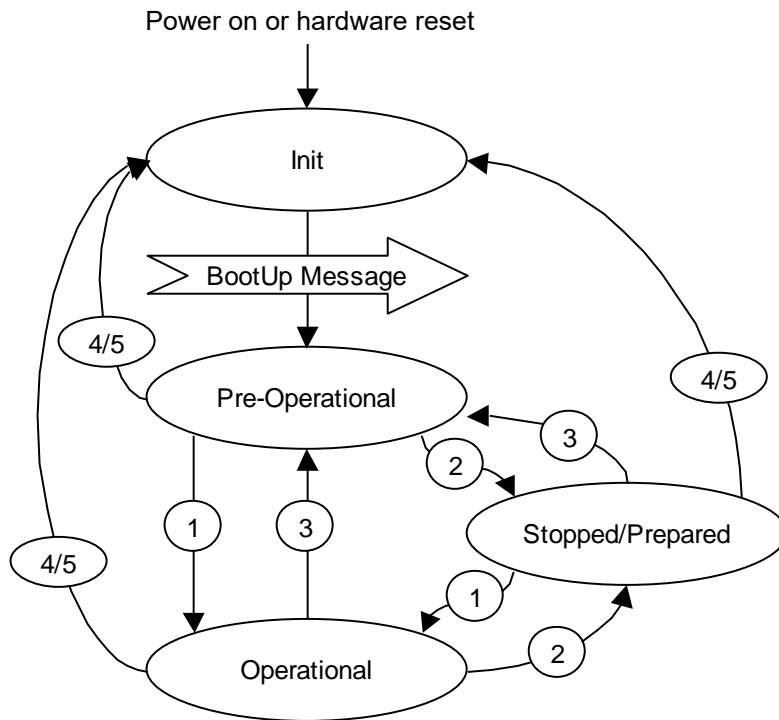 Power on or hardware reset
Init
BootUp Message
4/5
Pre-Operational
4/5
3
2
1
3
Stopped/Prepared
4/5
1
2
Operational